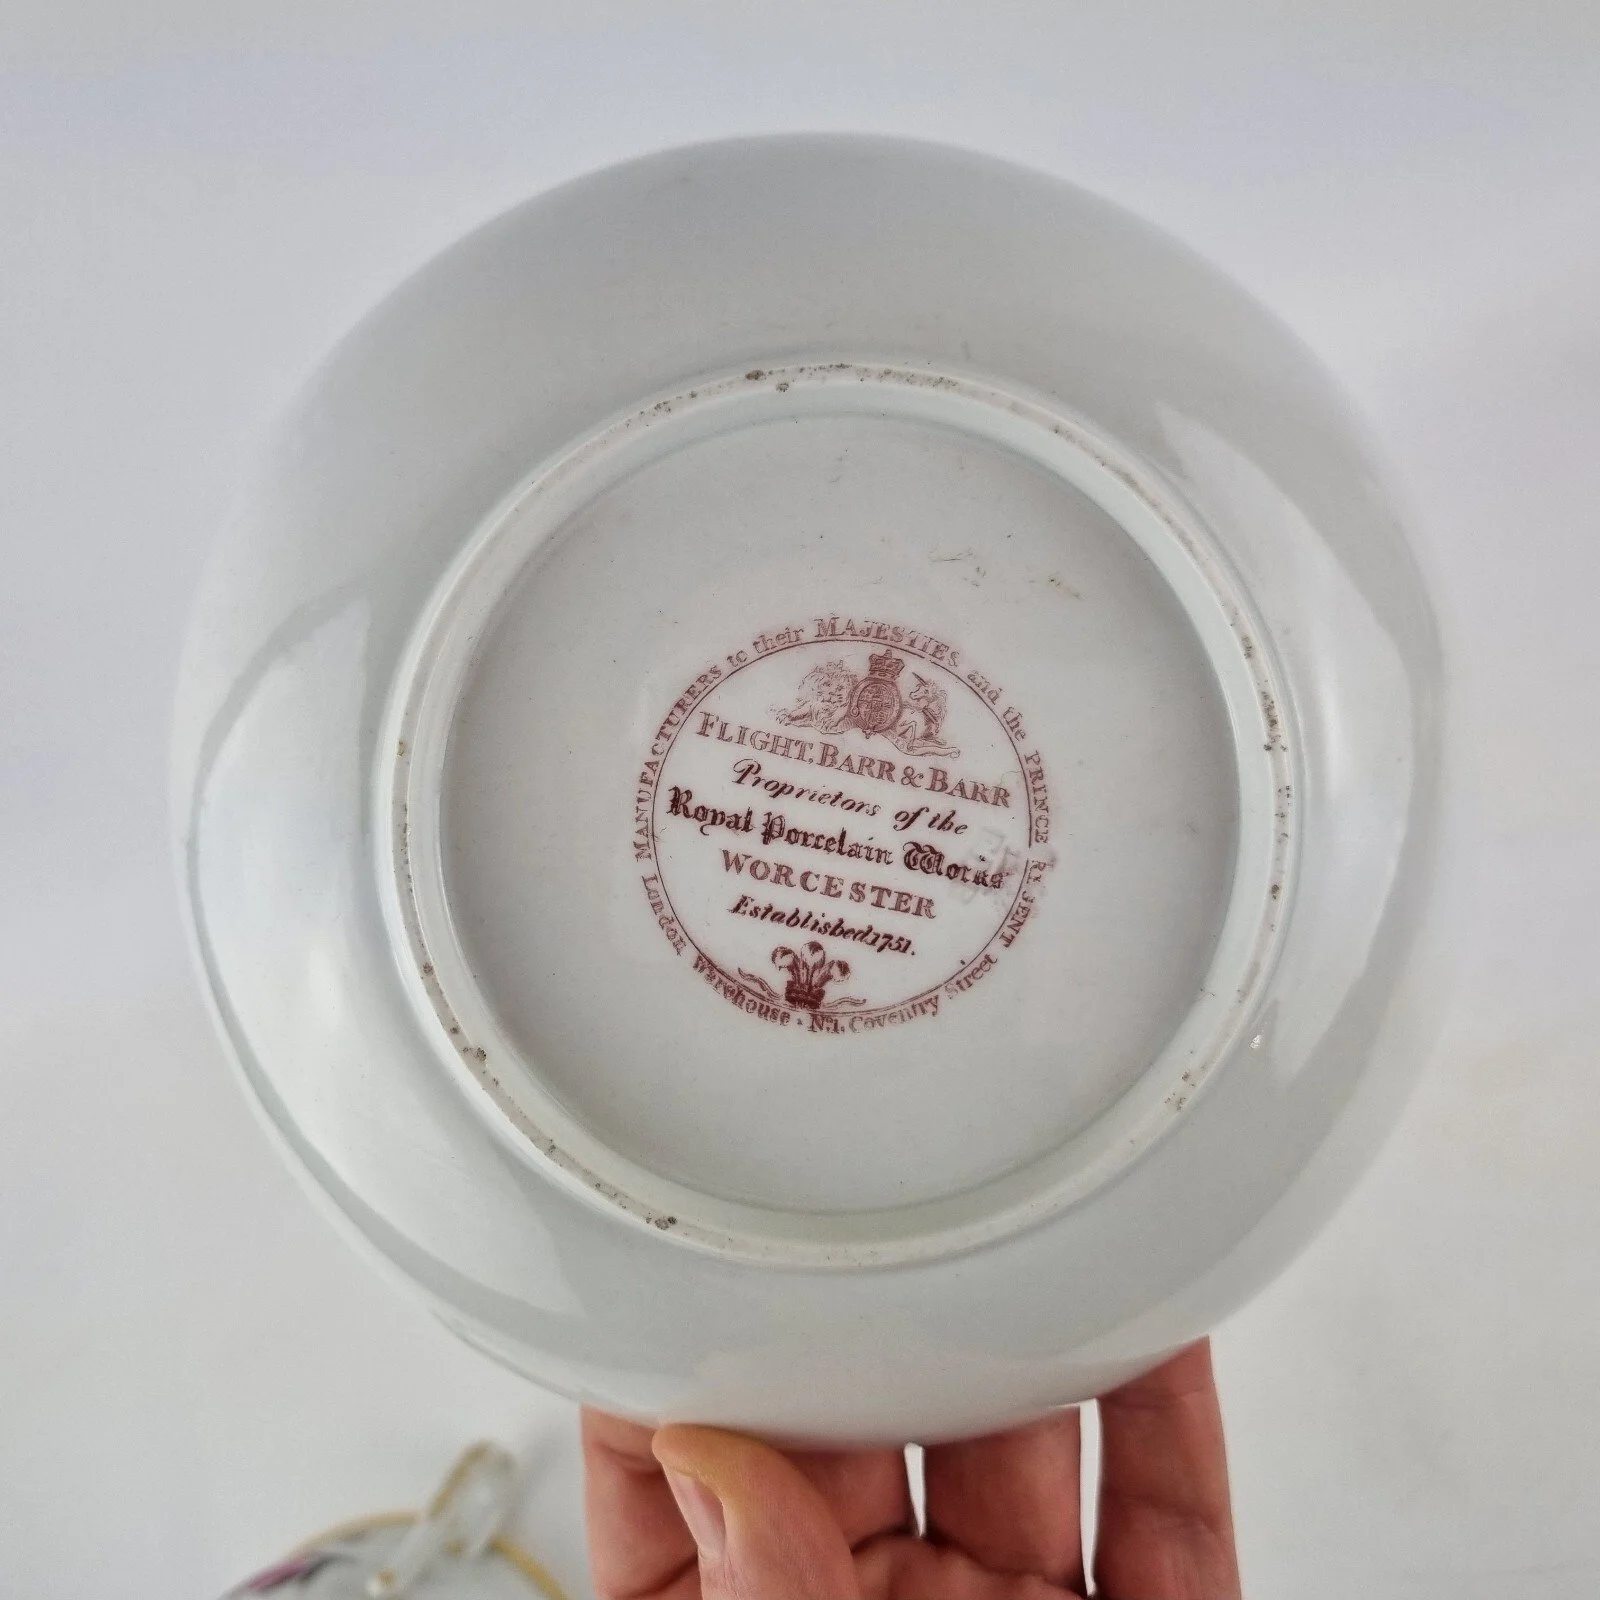 MANUFACTURERS to their MAJESTIES and the PRINCE REGENT
FLIGHT, BARR & BARR
Proprietors of the
Royal Porcelain Works
WORCESTER
Established 1751.
London Warehouse · No. 1, Coventry Street